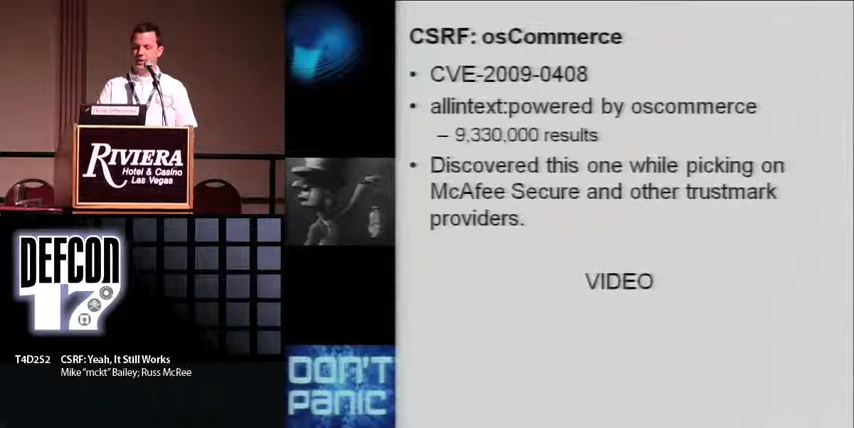 RIVIERA
Hotel & Casino
Las Vegas
DEFCON
17
T4D2S2 CSRF: Yeah, It Still Works
Mike "mckt" Bailey; Russ McRee
DON'T
PANIC
CSRF: osCommerce
• CVE-2009-0408
• allintext:powered by oscommerce
– 9,330,000 results
• Discovered this one while picking on
McAfee Secure and other trustmark
providers.
VIDEO